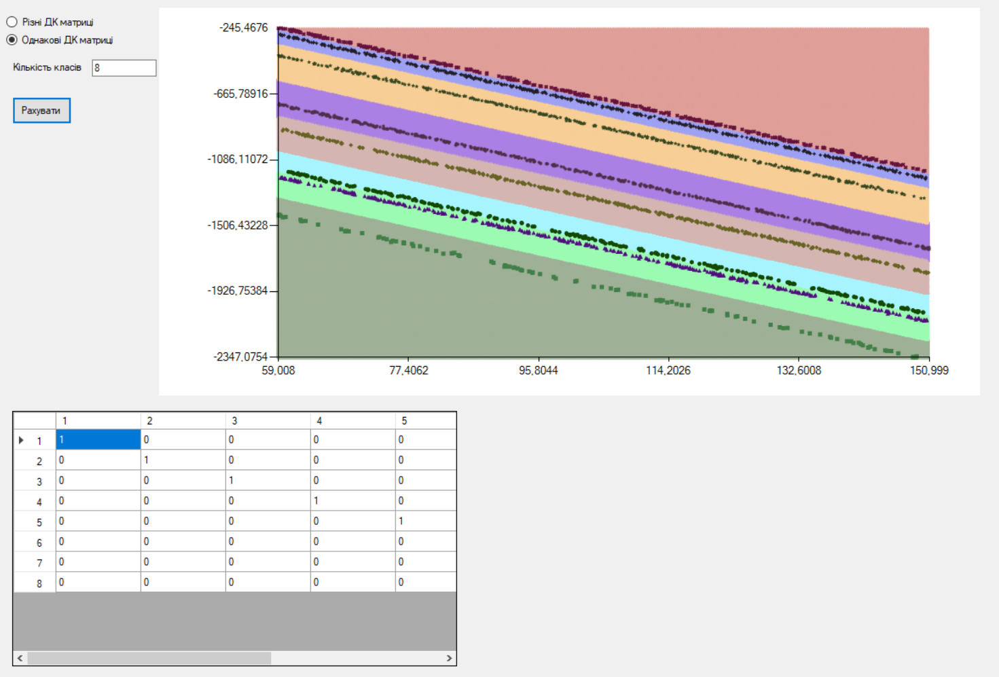 Різні ДК матриці
Однакові ДК матриці
Кількість класів 8
Рахувати
-245,4676
-665,78916
-1086,11072
-1506,43228
-1926,75384
-2347,0754
59,008 77,4062 95,8044 114,2026 132,6008 150,999
1 2 3 4 5
1 1 0 0 0 0
2 0 1 0 0 0
3 0 0 1 0 0
4 0 0 0 1 0
5 0 0 0 0 1
6 0 0 0 0 0
7 0 0 0 0 0
8 0 0 0 0 0